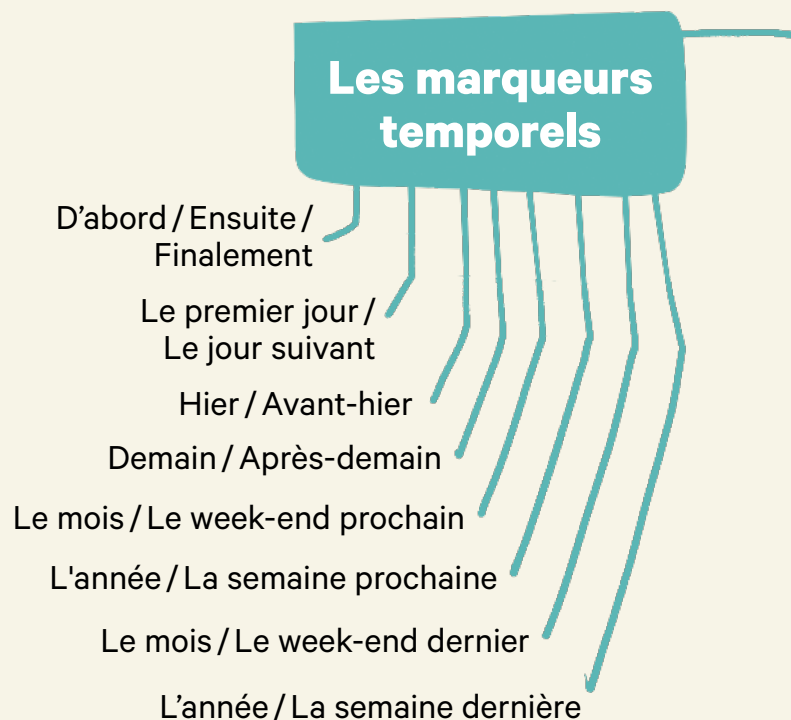 Les marqueurs
temporels
D’abord / Ensuite /
Finalement
Le premier jour /
Le jour suivant
Hier / Avant-hier
Demain / Après-demain
Le mois / Le week-end prochain
L'année / La semaine prochaine
Le mois / Le week-end dernier
L’année / La semaine dernière